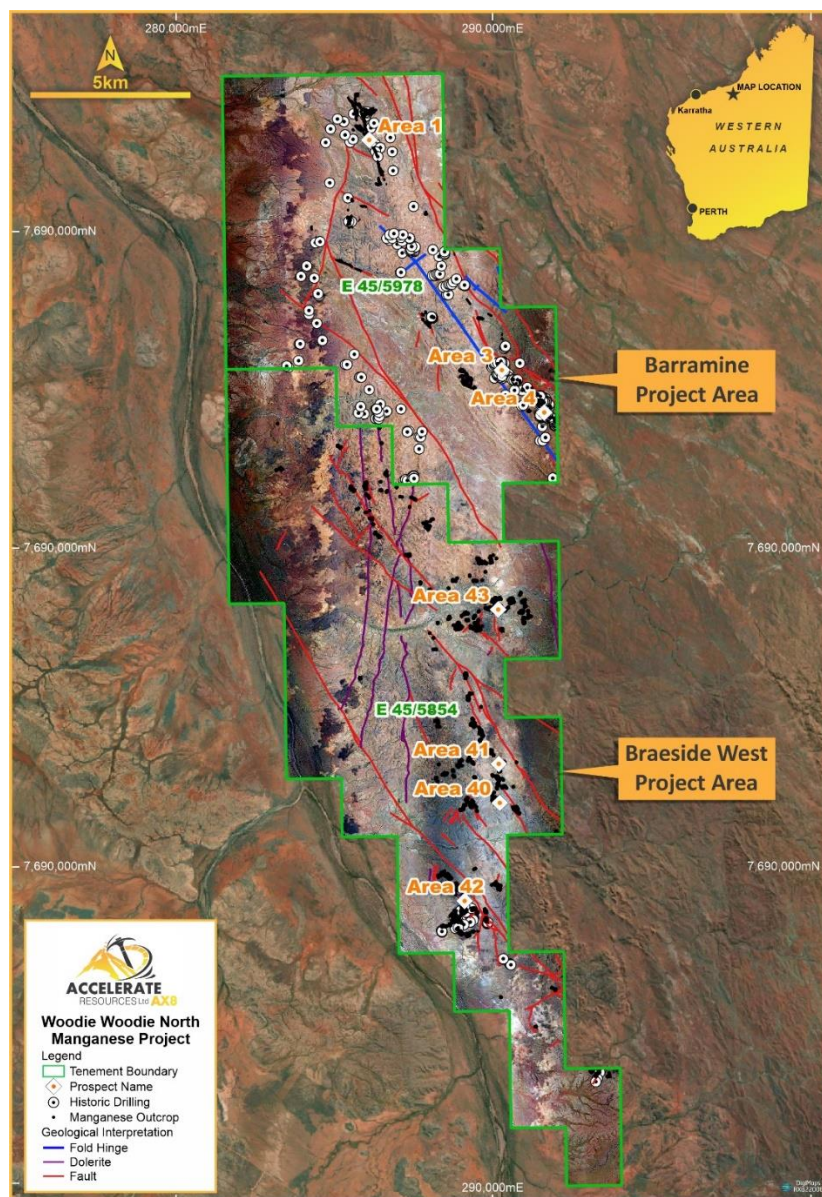 280,000mE
290,000mE
N
5km
MAP LOCATION
Karratha
WESTERN
AUSTRALIA
PERTH
Area 1
7,690,000mN
7,690,000mN
E 45/5978
Area 3
Area 4
Barramine
Project Area
7,690,000mN
7,690,000mN
Area 43
E 45/5854
Area 41
Area 40
Braeside West
Project Area
7,690,000mN
7,690,000mN
Area 42
ACCELERATE
RESOURCES Ltd AX8
Woodie Woodie North
Manganese Project
Legend
Tenement Boundary
Prospect Name
Historic Drilling
Manganese Outcrop
Geological Interpretation
Fold Hinge
Dolerite
Fault
290,000mE
DigMaps